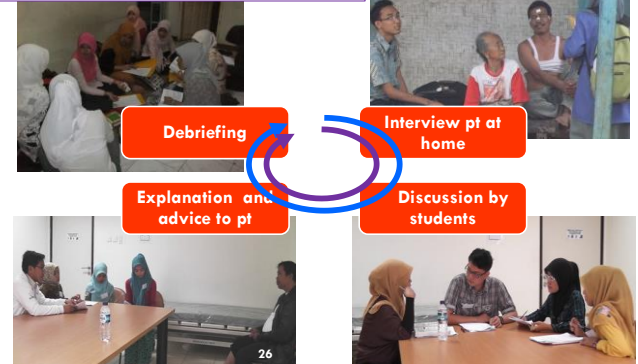 Debriefing
Interview pt at
home
Explanation and
advice to pt
Discussion by
students
26